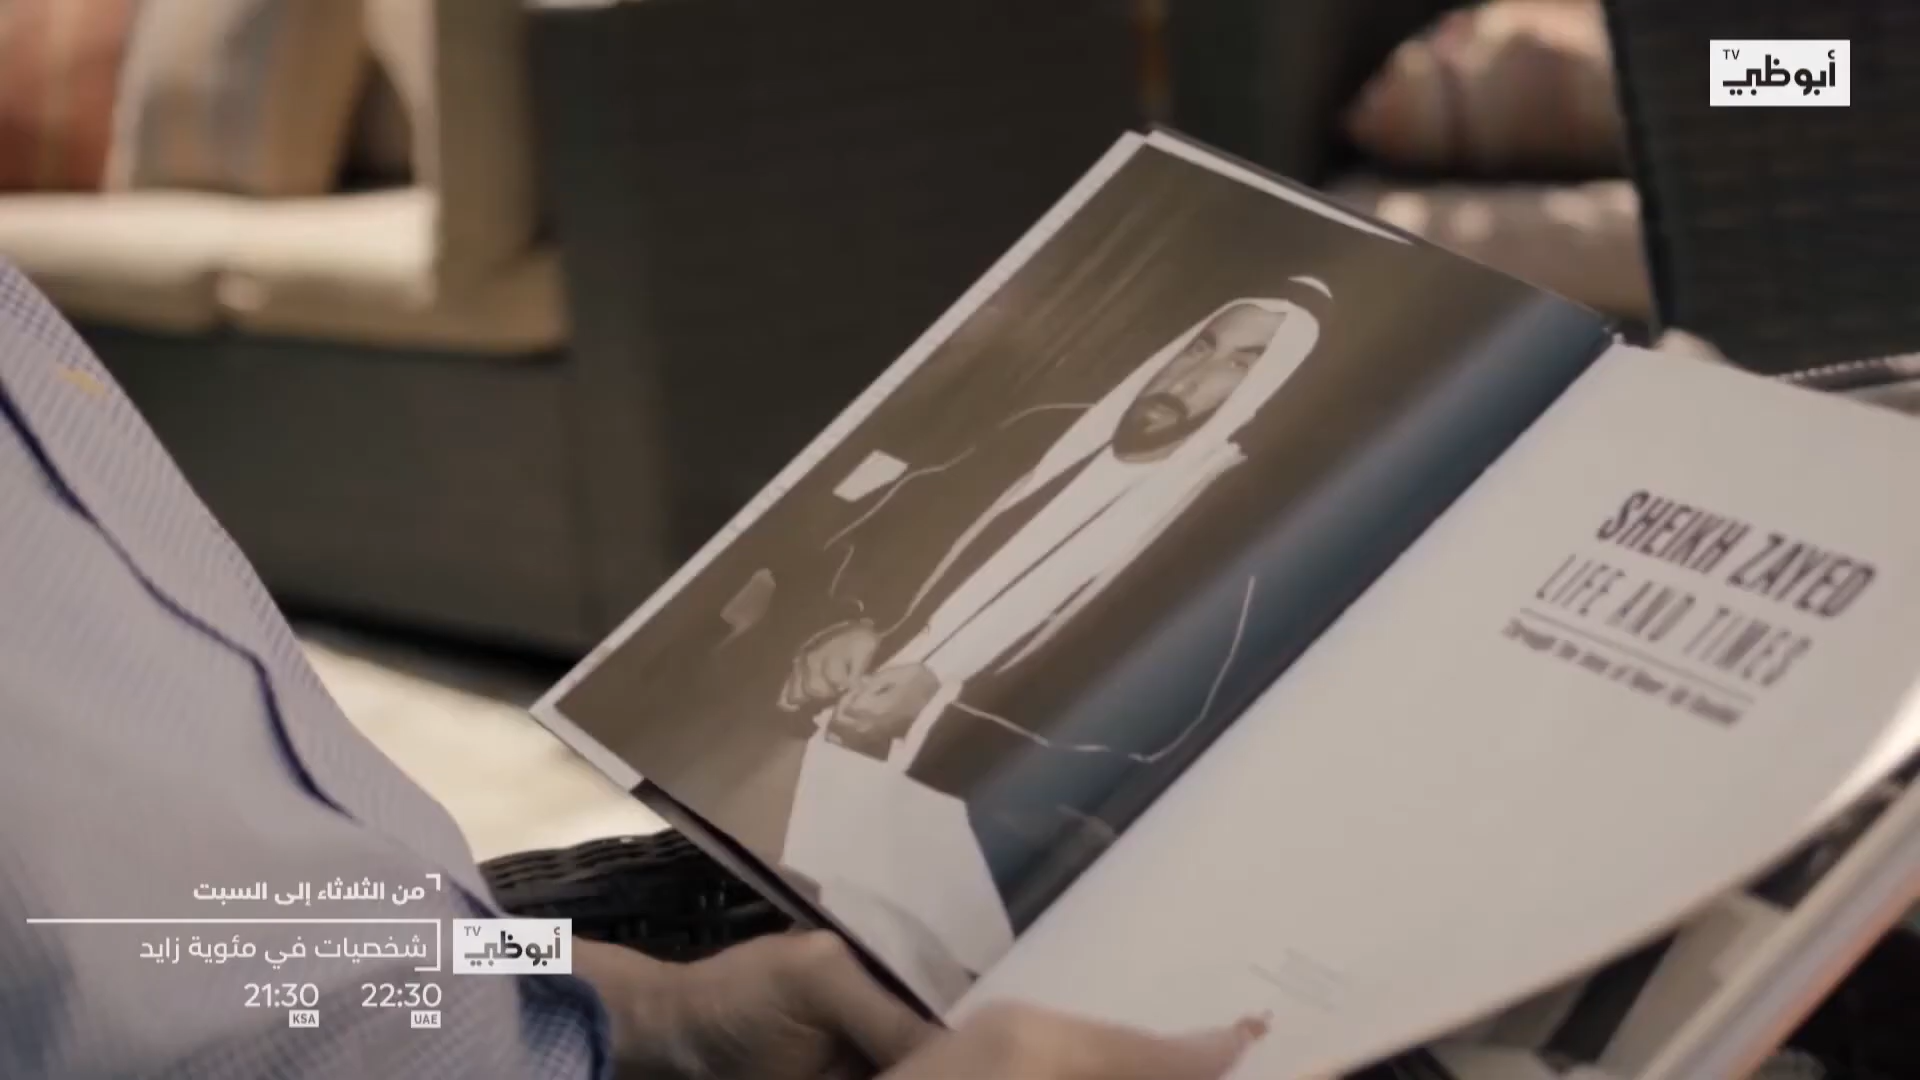 أبوظبي TV
SHEIKH ZAYED
LIFE AND TIMES
من الثلاثاء إلى السبت
شخصيات في مئوية زايد
أبوظبي TV
22:30 21:30
UAE KSA